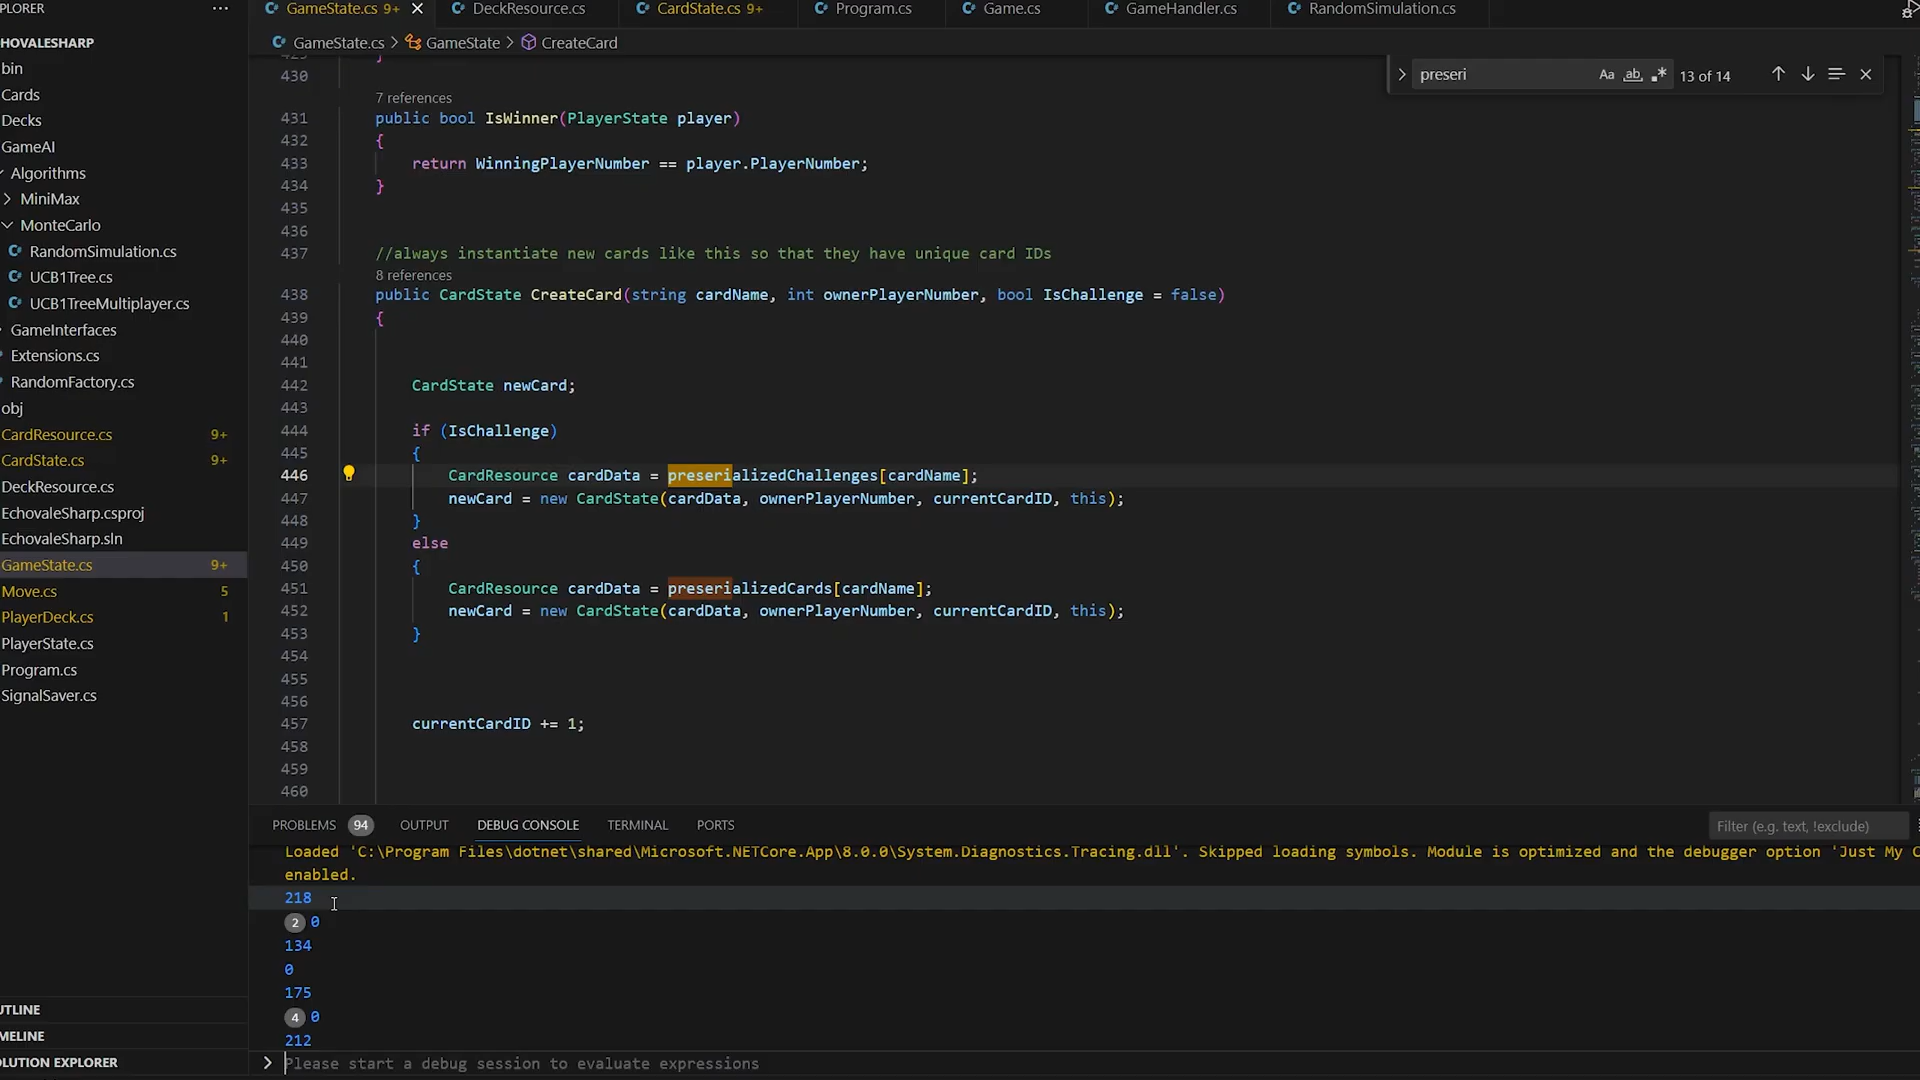 PLORER ···
HOVALESHARP
bin
Cards
Decks
GameAI
Algorithms
MiniMax
MonteCarlo
RandomSimulation.cs
UCB1Tree.cs
UCB1TreeMultiplayer.cs
GameInterfaces
Extensions.cs
RandomFactory.cs
obj
CardResource.cs 9+
CardState.cs 9+
DeckResource.cs
EchovaleSharp.csproj
EchovaleSharp.sln
GameState.cs 9+
Move.cs 5
PlayerDeck.cs 1
PlayerState.cs
Program.cs
SignalSaver.cs
UTLINE
MELINE
OLUTION EXPLORER
GameState.cs 9+ DeckResource.cs CardState.cs 9+ Program.cs Game.cs GameHandler.cs RandomSimulation.cs
GameState.cs > GameState > CreateCard
preseri Aa ab .* 13 of 14
430
7 references
431 public bool IsWinner(PlayerState player)
432 {
433 return WinningPlayerNumber == player.PlayerNumber;
434 }
435
436
437 //always instantiate new cards like this so that they have unique card IDs
8 references
438 public CardState CreateCard(string cardName, int ownerPlayerNumber, bool IsChallenge = false)
439 {
440
441
442 CardState newCard;
443
444 if (IsChallenge)
445 {
446 CardResource cardData = preserializedChallenges[cardName];
447 newCard = new CardState(cardData, ownerPlayerNumber, currentCardID, this);
448 }
449 else
450 {
451 CardResource cardData = preserializedCards[cardName];
452 newCard = new CardState(cardData, ownerPlayerNumber, currentCardID, this);
453 }
454
455
456
457 currentCardID += 1;
458
459
460
PROBLEMS 94 OUTPUT DEBUG CONSOLE TERMINAL PORTS Filter (e.g. text, !exclude)
Loaded 'C:\Program Files\dotnet\shared\Microsoft.NETCore.App\8.0.0\System.Diagnostics.Tracing.dll'. Skipped loading symbols. Module is optimized and the debugger option 'Just My C
enabled.
218
2 0
134
0
175
4 0
212
> Please start a debug session to evaluate expressions